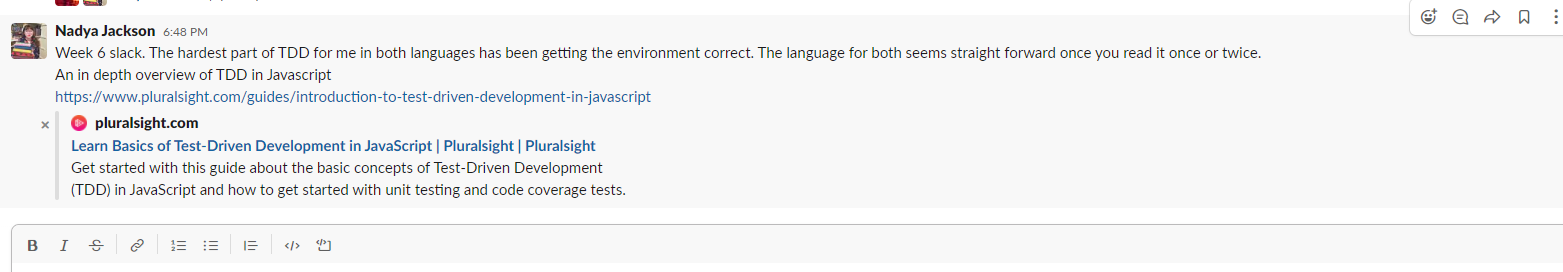 Nadya Jackson 6:48 PM
Week 6 slack. The hardest part of TDD for me in both languages has been getting the environment correct. The language for both seems straight forward once you read it once or twice.
An in depth overview of TDD in Javascript
https://www.pluralsight.com/guides/introduction-to-test-driven-development-in-javascript
pluralsight.com
Learn Basics of Test-Driven Development in JavaScript | Pluralsight | Pluralsight
Get started with this guide about the basic concepts of Test-Driven Development
(TDD) in JavaScript and how to get started with unit testing and code coverage tests.
B I S